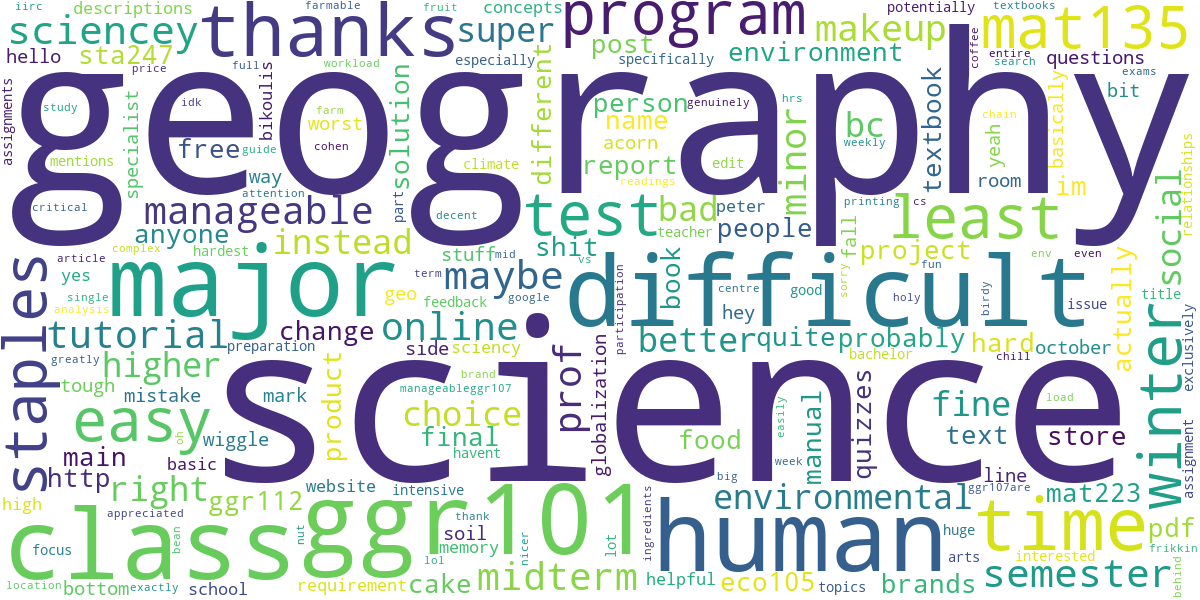 iirc
descriptions
farmable
fruit
concepts
program
potentially
textbooks
sciencey
thanks
super
makeup
mat135
coffee
hello
sta247
post
environment
entire
questions
price
full
workload
especially
specifically
search
geography
assignments
study
specialist
idk
bikoulis
farm
worst
solution
different
person
genuinely
hrs
textbook
exams
basically
bit
name
bc
chain
yeah
free
guide
cohen
acorn
weekly
mentions
way
climate
report
edit
minor
room
im
attention
readings
critical
manageable
part
decent
test
bad
peter
printing
cs
least
social
relationships
anyone
instead
teacher
people
fall
complex
hardest
stuff
mid
shit
project
fun
env
even
article
yes
major
term
maybe
vs
difficult
book
centre
good
sorry
holy
birdy
issue
title
actually
single
geo
google
feedback
participation
hey
analysis
staples
tutorial
change
online
better
quite
probably
hard
october
winter
exclusively
greatly
preparation
side
sciency
prof
bachelor
chill
higher
product
tough
mistake
mark
brand
manageableggr107
science
globalization
easily
manual
quizzes
load
easy
choice
fine
oh
wiggle
final
food
text
store
main
basic
havent
week
line
assignment
http
right
website
intensive
big
ggr107are
high
ggr112
environmental
mat223
appreciated
thank
class
ggr101
soil
ingredients
human
huge
time
pdf
focus
bean
nut
memory
lot
arts
frikkin
lol
nicer
interested
location
bottom
exactly
school
requirement
cake
midterm
helpful
eco105
topics
brands
semester
behind